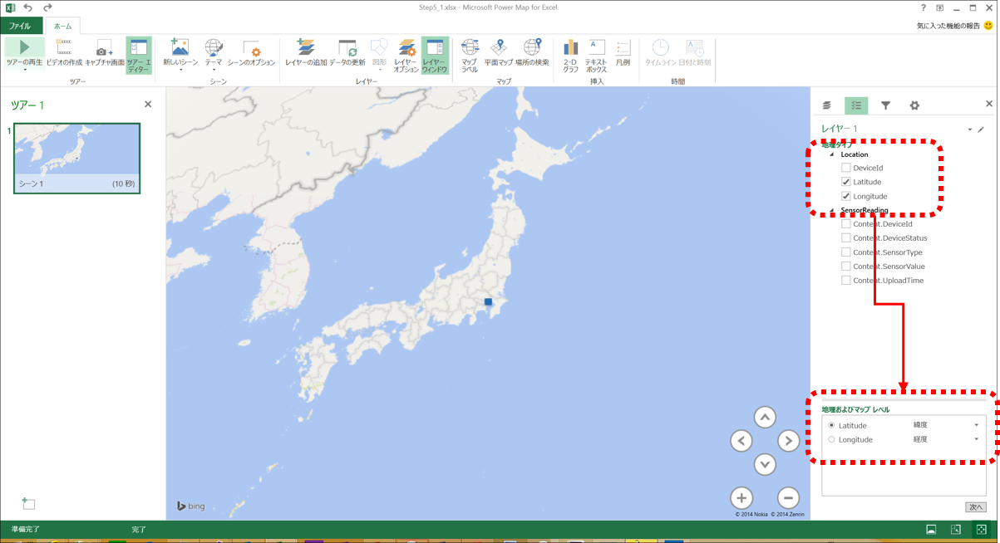 Step5_1.xlsx - Microsoft Power Map for Excel
ファイル
ホーム
気に入った機能の報告
ツアーの再生
ビデオの作成
キャプチャ画面
ツアー エディター
ツアー
新しいシーン
テーマ
シーンのオプション
シーン
レイヤーの追加
データの更新
図形
レイヤー オプション
レイヤー ウィンドウ
レイヤー
マップ ラベル
平面マップ
場所の検索
マップ
2-D グラフ
テキスト ボックス
凡例
挿入
タイムライン
日付と時刻
時間
ツアー 1
1
シーン 1 (10 秒)
bing
© 2014 Nokia © 2014 Zenrin
レイヤー 1
地理タイプ
Location
DeviceId
Latitude
Longitude
SensorReading
Content.DeviceId
Content.DeviceStatus
Content.SensorType
Content.SensorValue
Content.UploadTime
地理およびマップ レベル
Latitude 緯度
Longitude 経度
次へ
準備完了
完了